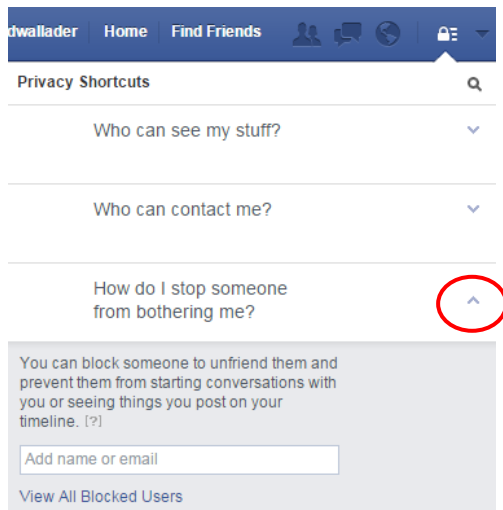 dwallader Home Find Friends
Privacy Shortcuts
Who can see my stuff?
Who can contact me?
How do I stop someone
from bothering me?
You can block someone to unfriend them and
prevent them from starting conversations with
you or seeing things you post on your
timeline. [?]
Add name or email
View All Blocked Users